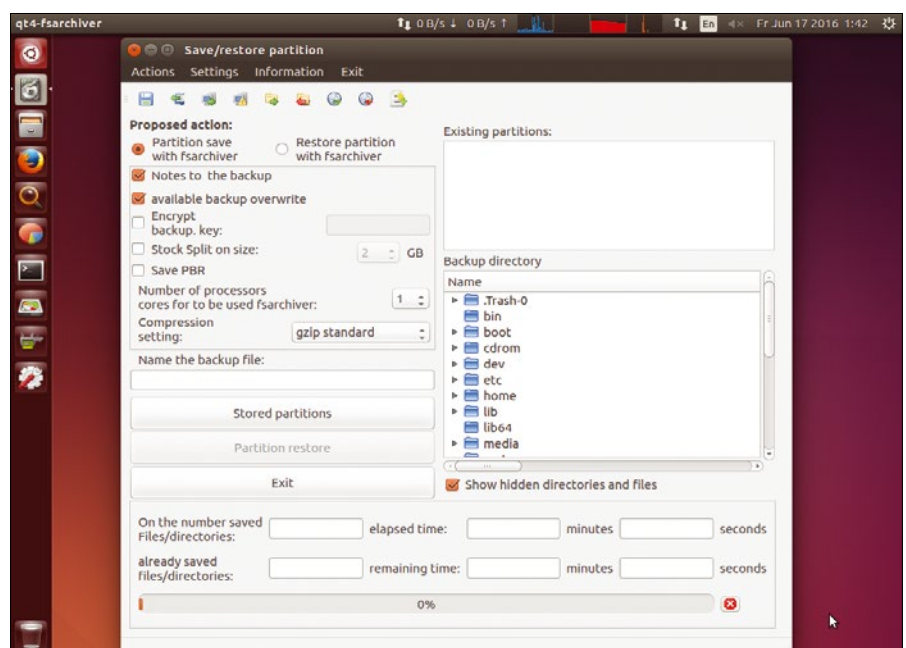 qt4-fsarchiver
0 B/s ↓ 0 B/s ↑
En
Fr Jun 17 2016 1:42
Save/restore partition
Actions Settings Information Exit
Proposed action:
Partition save
with fsarchiver
Restore partition
with fsarchiver
Notes to the backup
available backup overwrite
Encrypt
backup. key:
Stock Split on size:
2 GB
Save PBR
Number of processors
cores for to be used fsarchiver:
1
Compression
setting:
gzip standard
Name the backup file:
Stored partitions
Partition restore
Exit
Existing partitions:
Backup directory
Name
.Trash-0
bin
boot
cdrom
dev
etc
home
lib
lib64
media
Show hidden directories and files
On the number saved
Files/directories:
elapsed time:
minutes
seconds
already saved
files/directories:
remaining time:
minutes
seconds
0%